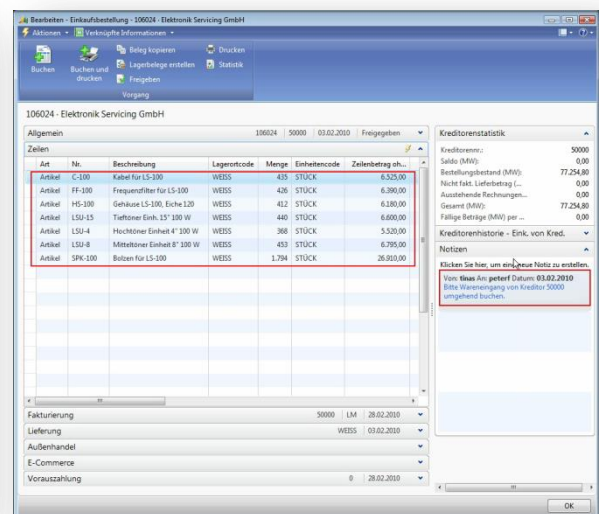 Bearbeiten - Einkaufsbestellung - 106024 - Elektronik Servicing GmbH
Aktionen Verknüpfte Informationen
Buchen
Buchen und drucken
Beleg kopieren
Lagerbelege erstellen
Freigeben
Drucken
Statistik
Vorgang
106024 - Elektronik Servicing GmbH
Allgemein 106024 50000 03.02.2010 Freigegeben
Zeilen
Art Nr. Beschreibung Lagerortcode Menge Einheitencode Zeilenbetrag oh...
Artikel C-100 Kabel für LS-100 WEISS 435 STÜCK 6.525,00
Artikel FF-100 Frequenzfilter für LS-100 WEISS 426 STÜCK 6.390,00
Artikel HS-100 Gehäuse LS-100, Eiche 120 WEISS 412 STÜCK 6.180,00
Artikel LSU-15 Tieftöner Einh. 15" 100 W WEISS 440 STÜCK 6.600,00
Artikel LSU-4 Hochtöner Einheit 4" 100 W WEISS 368 STÜCK 5.520,00
Artikel LSU-8 Mitteltöner Einheit 8" 100 W WEISS 453 STÜCK 6.795,00
Artikel SPK-100 Bolzen für LS-100 WEISS 1.794 STÜCK 26.910,00
Fakturierung 50000 LM 28.02.2010
Lieferung WEISS 03.02.2010
Außenhandel
E-Commerce
Vorauszahlung 0 28.02.2010
Kreditorenstatistik
Kreditorennr.: 50000
Saldo (MW): 0,00
Bestellungsbestand (MW): 77.254,80
Nicht fakt. Lieferbetrag (... 0,00
Ausstehende Rechnungen... 0,00
Gesamt (MW): 77.254,80
Fällige Beträge (MW) per ... 0,00
Kreditorenhistorie - Eink. von Kred.
Notizen
Klicken Sie hier, um eine neue Notiz zu erstellen.
Von: tinas An: peterf Datum: 03.02.2010
Bitte Wareneingang von Kreditor 50000
umgehend buchen.
OK